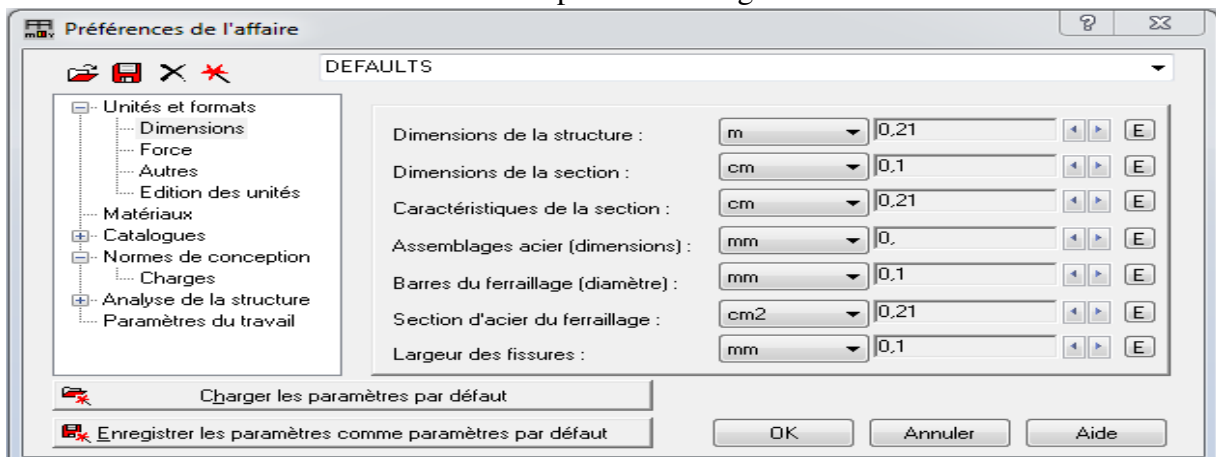 Préférences de l'affaire
DEFAULTS
Unités et formats
Dimensions
Force
Autres
Edition des unités
Matériaux
Catalogues
Normes de conception
Charges
Analyse de la structure
Paramètres du travail
Dimensions de la structure : m 0,21 E
Dimensions de la section : cm 0,1 E
Caractéristiques de la section : cm 0,21 E
Assemblages acier (dimensions) : mm 0, E
Barres du ferraillage (diamètre) : mm 0,1 E
Section d'acier du ferraillage : cm2 0,21 E
Largeur des fissures : mm 0,1 E
Charger les paramètres par défaut
Enregistrer les paramètres comme paramètres par défaut
OK Annuler Aide